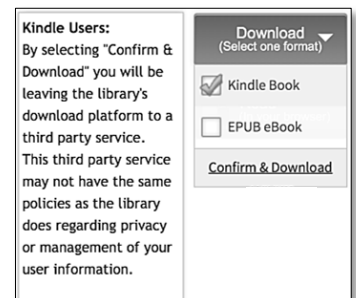 Kindle Users:
By selecting "Confirm &
Download" you will be
leaving the library's
download platform to a
third party service.
This third party service
may not have the same
policies as the library
does regarding privacy
or management of your
user information.
Download
(Select one format)
Kindle Book
EPUB eBook
Confirm & Download